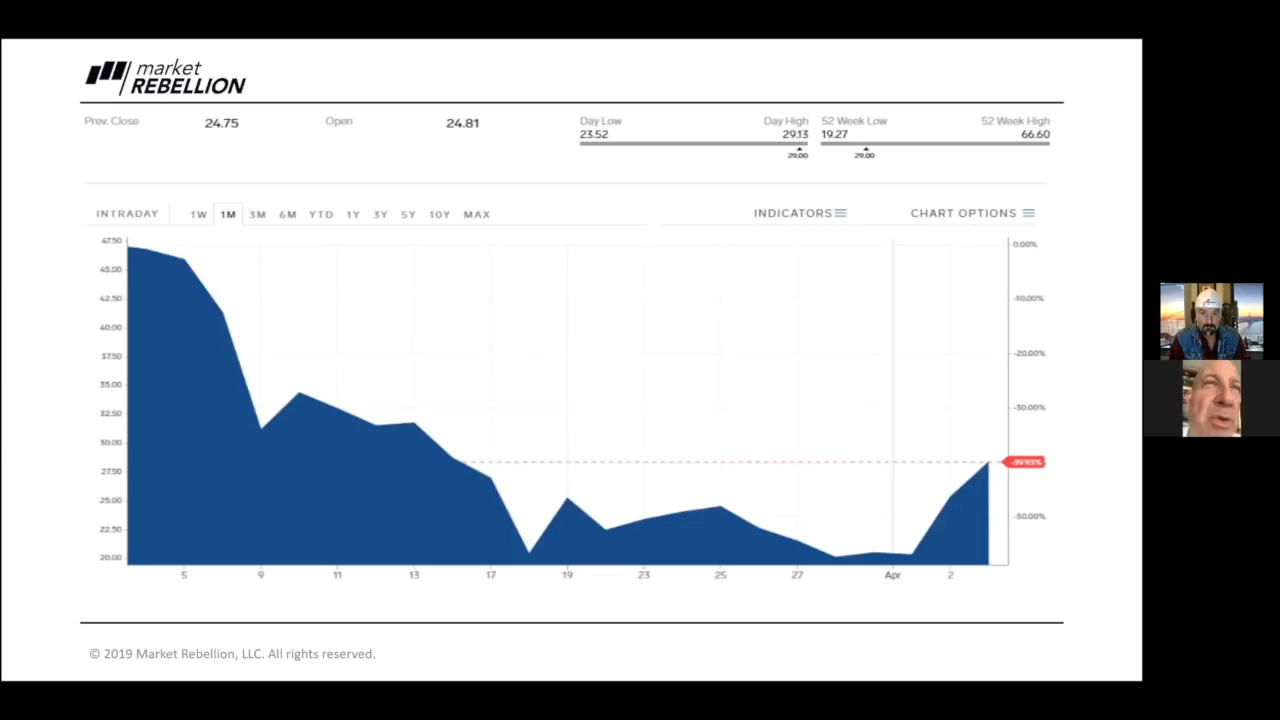 market
REBELLION
Prev. Close 24.75 Open 24.81 Day Low Day High 52 Week Low 52 Week High
23.52 29.13 19.27 66.60
29.00 29.00
INTRADAY 1W 1M 3M 6M YTD 1Y 3Y 5Y 10Y MAX INDICATORS CHART OPTIONS
47.50 0.00%
45.00
42.50 -10.00%
40.00
37.50 -20.00%
35.00
32.50 -30.00%
30.00
27.50 -39.93%
25.00
22.50 -50.00%
20.00
5 9 11 13 17 19 23 25 27 Apr 2
© 2019 Market Rebellion, LLC. All rights reserved.